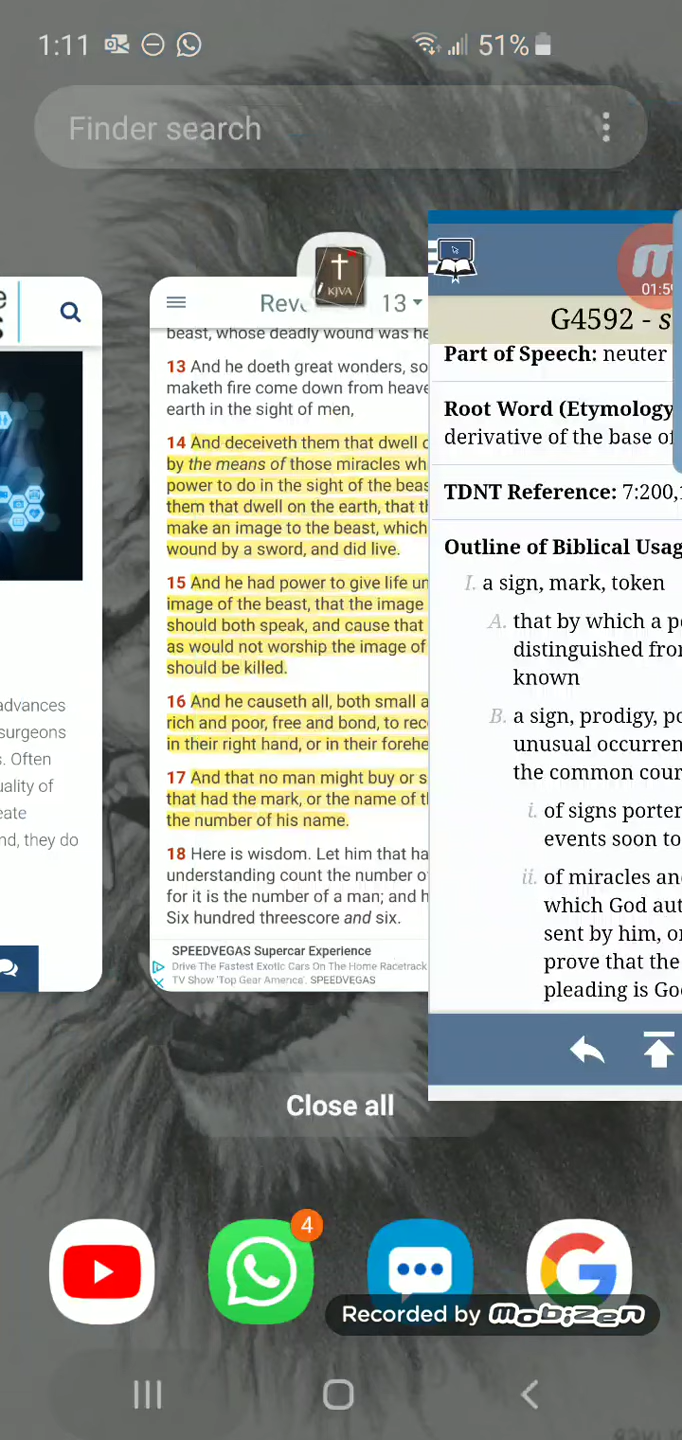 1:11
51%
Finder search
KJVA
Reve
13
beast, whose deadly wound was he
13 And he doeth great wonders, so
maketh fire come down from heave
earth in the sight of men,
14 And deceiveth them that dwell o
by the means of those miracles wh
power to do in the sight of the beas
them that dwell on the earth, that th
make an image to the beast, which
wound by a sword, and did live.
15 And he had power to give life un
image of the beast, that the image
should both speak, and cause that
as would not worship the image of
should be killed.
16 And he causeth all, both small a
rich and poor, free and bond, to rec
in their right hand, or in their forehe
17 And that no man might buy or s
that had the mark, or the name of t
the number of his name.
18 Here is wisdom. Let him that ha
understanding count the number o
for it is the number of a man; and h
Six hundred threescore and six.
SPEEDVEGAS Supercar Experience
Drive The Fastest Exotic Cars On The Home Racetrack
TV Show 'Top Gear America'. SPEEDVEGAS
advances
surgeons
s. Often
uality of
eate
nd, they do
01:59
G4592 - s
Part of Speech: neuter
Root Word (Etymology
derivative of the base of
TDNT Reference: 7:200,
Outline of Biblical Usag
I. a sign, mark, token
A. that by which a pe
distinguished from
known
B. a sign, prodigy, po
unusual occurren
the common cour
i. of signs porten
events soon to
ii. of miracles an
which God aut
sent by him, or
prove that the
pleading is Go
Close all
4
Recorded by mobizen